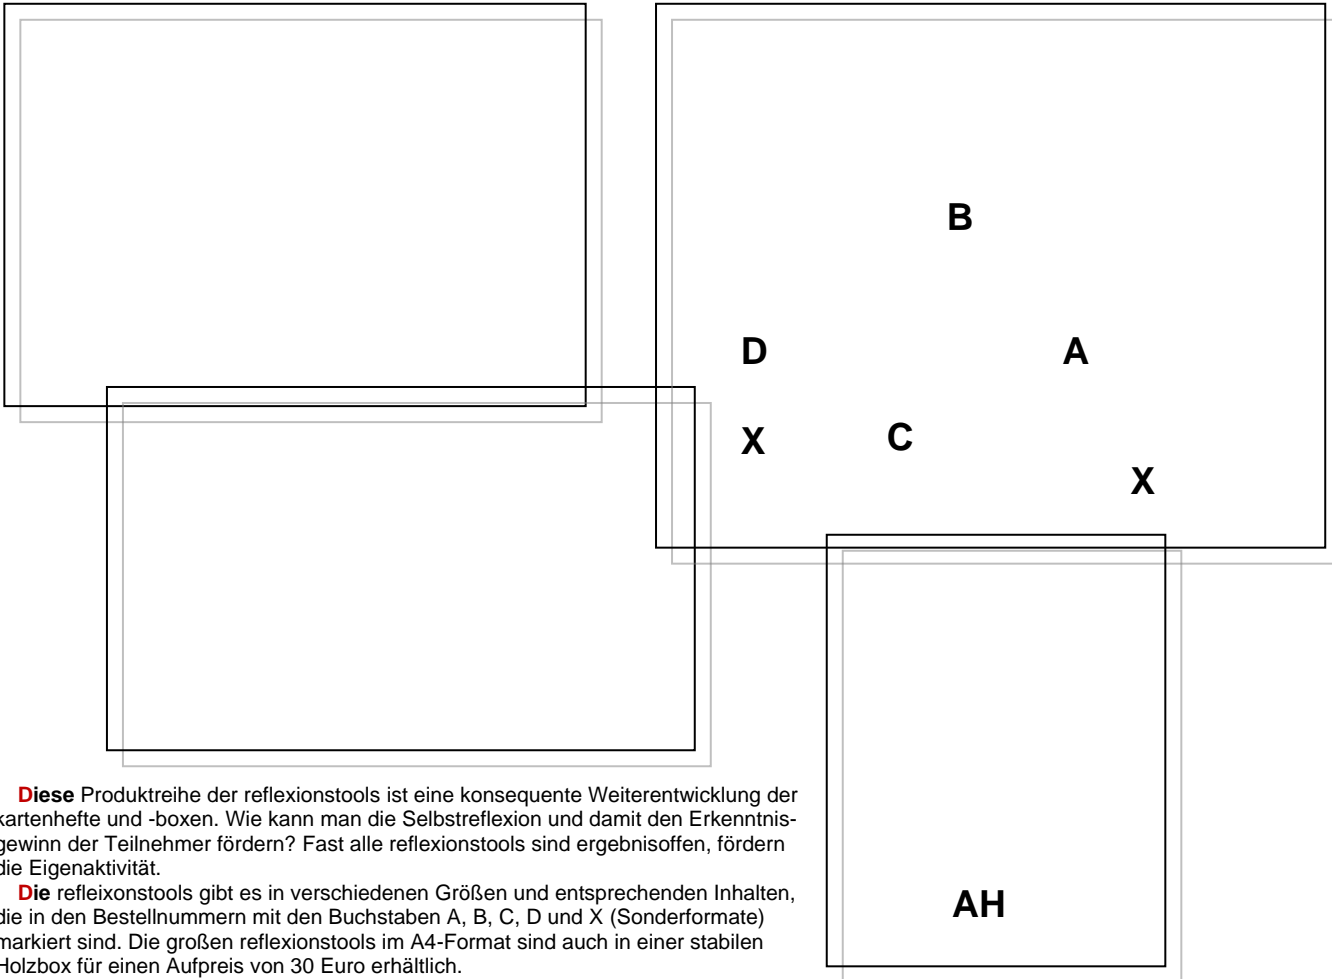 B
D
A
X
C
X
AH
Diese Produktreihe der reflexionstools ist eine konsequente Weiterentwicklung der
kartenhefte und -boxen. Wie kann man die Selbstreflexion und damit den Erkenntnis-
gewinn der Teilnehmer fördern? Fast alle reflexionstools sind ergebnisoffen, fördern
die Eigenaktivität.
Die refleixonstools gibt es in verschiedenen Größen und entsprechenden Inhalten,
die in den Bestellnummern mit den Buchstaben A, B, C, D und X (Sonderformate)
markiert sind. Die großen reflexionstools im A4-Format sind auch in einer stabilen
Holzbox für einen Aufpreis von 30 Euro erhältlich.